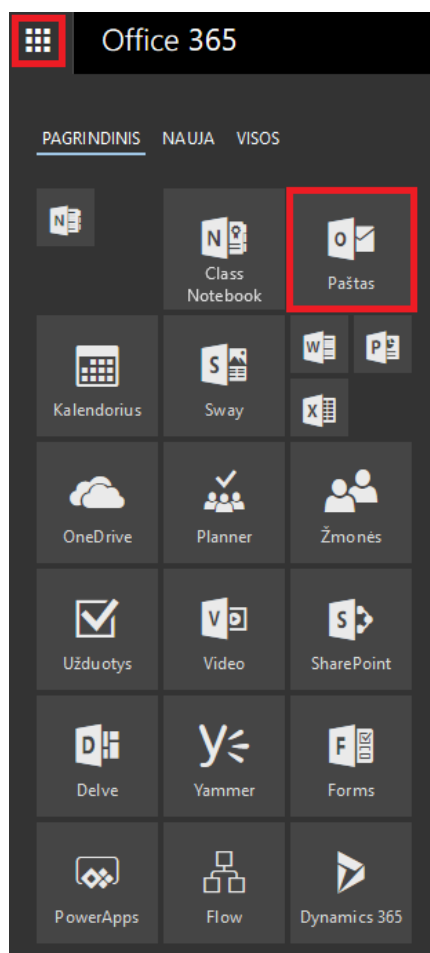 Office 365
PAGRINDINIS NAUJA VISOS
N
N
Class
Notebook
O
Paštas
Kalendorius
S
Sway
W
P
X
OneDrive
Planner
Žmonės
Užduotys
V
Video
S
SharePoint
D
Delve
y
Yammer
F
Forms
PowerApps
Flow
Dynamics 365